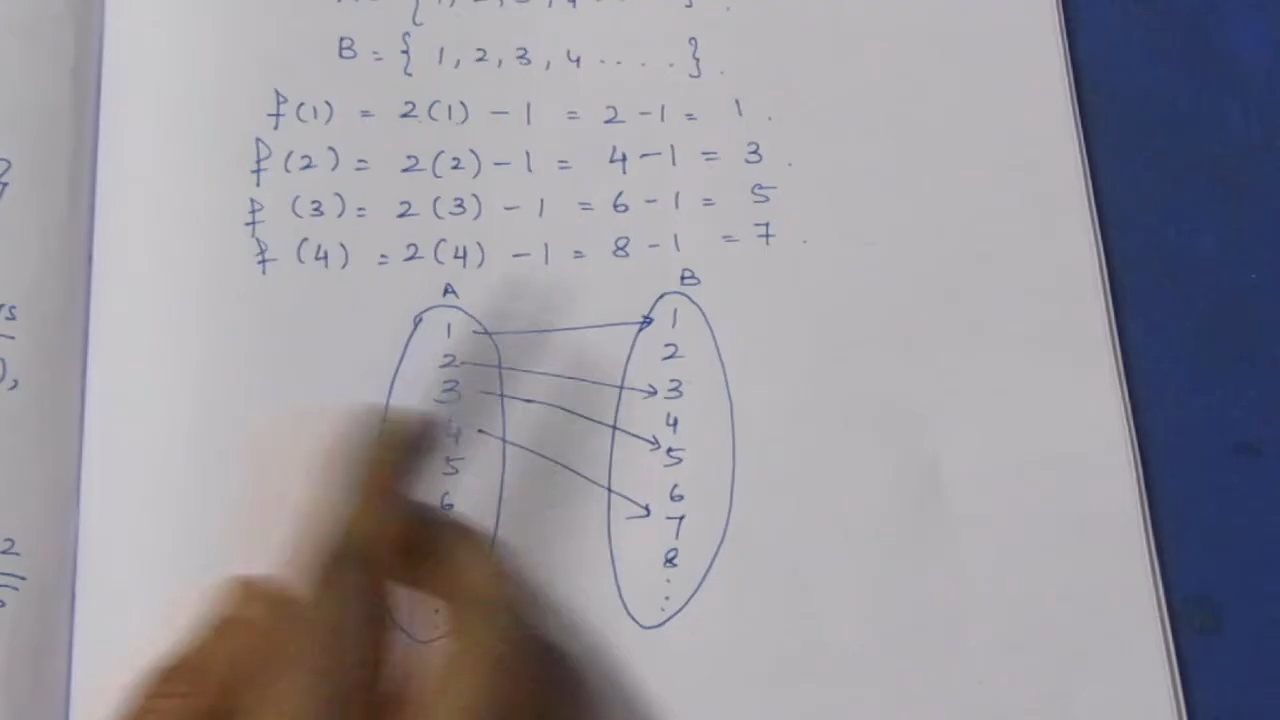 B = { 1, 2, 3, 4 ..... }.
f(1) = 2(1) - 1 = 2 - 1 = 1.
f(2) = 2(2) - 1 = 4 - 1 = 3.
f(3) = 2(3) - 1 = 6 - 1 = 5
f(4) = 2(4) - 1 = 8 - 1 = 7.
A B
1 1
2 2
3 3
4 4
5 5
6 6
7
8